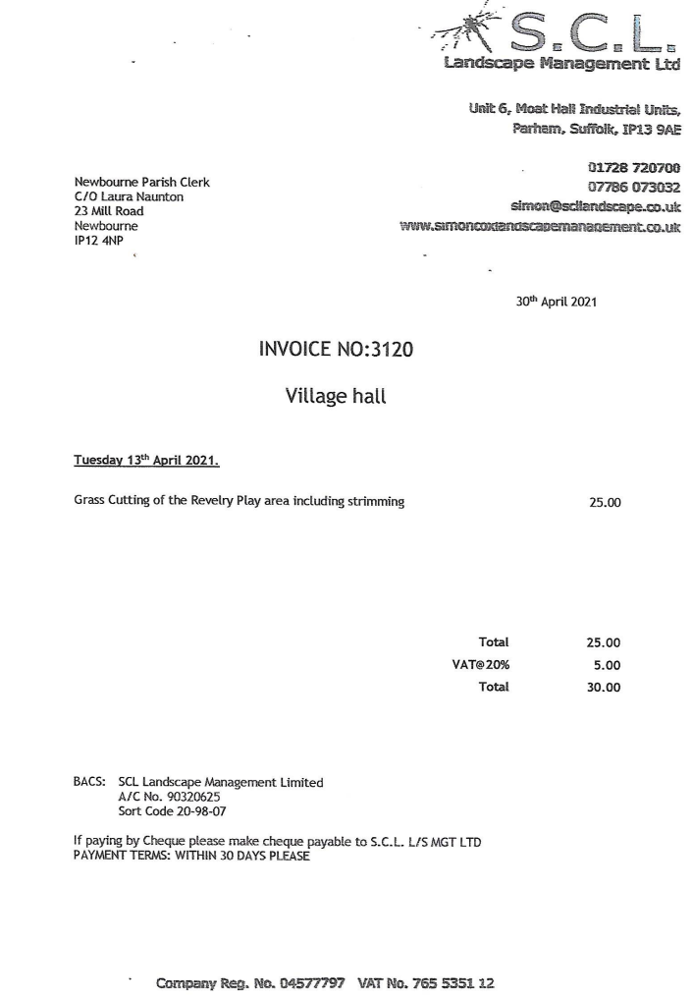 S.C.L.
Landscape Management Ltd
Unit 6, Moat Hall Industrial Units,
Parham, Suffolk, IP13 9AE
01728 720700
07786 073032
simon@scllandscape.co.uk
www.simoncoxlandscapemanagement.co.uk
Newbourne Parish Clerk
C/O Laura Naunton
23 Mill Road
Newbourne
IP12 4NP
30th April 2021
INVOICE NO:3120
Village hall
Tuesday 13th April 2021.
Grass Cutting of the Revelry Play area including strimming 25.00
Total 25.00
VAT@20% 5.00
Total 30.00
BACS: SCL Landscape Management Limited
A/C No. 90320625
Sort Code 20-98-07
If paying by Cheque please make cheque payable to S.C.L. L/S MGT LTD
PAYMENT TERMS: WITHIN 30 DAYS PLEASE
Company Reg. No. 04577797 VAT No. 765 5351 12